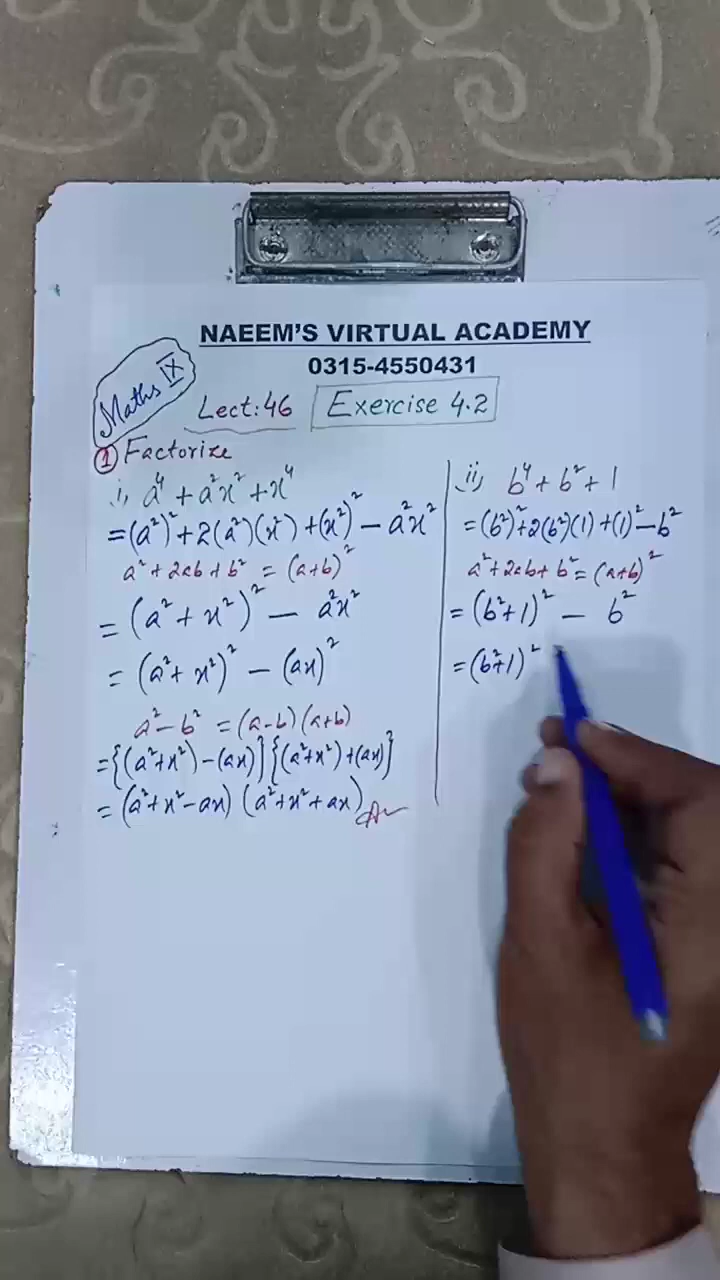 NAEEM'S VIRTUAL ACADEMY
0315-4550431
Maths IX
Lect:46 Exercise 4.2
① Factorize
i, a⁴ + a²x² + x⁴
= (a²)² + 2(a²)(x²) + (x²)² − a²x²
a² + 2ab + b² = (a+b)²
= (a² + x²)² − a²x²
= (a² + x²)² − (ax)²
a² − b² = (a−b)(a+b)
= {(a²+x²) − (ax)} {(a²+x²) + (ax)}
= (a²+x²−ax) (a²+x²+ax)
ii, b⁴ + b² + 1
= (b²)² + 2(b²)(1) + (1)² − b²
a² + 2ab + b² = (a+b)²
= (b²+1)² − b²
= (b²+1)²